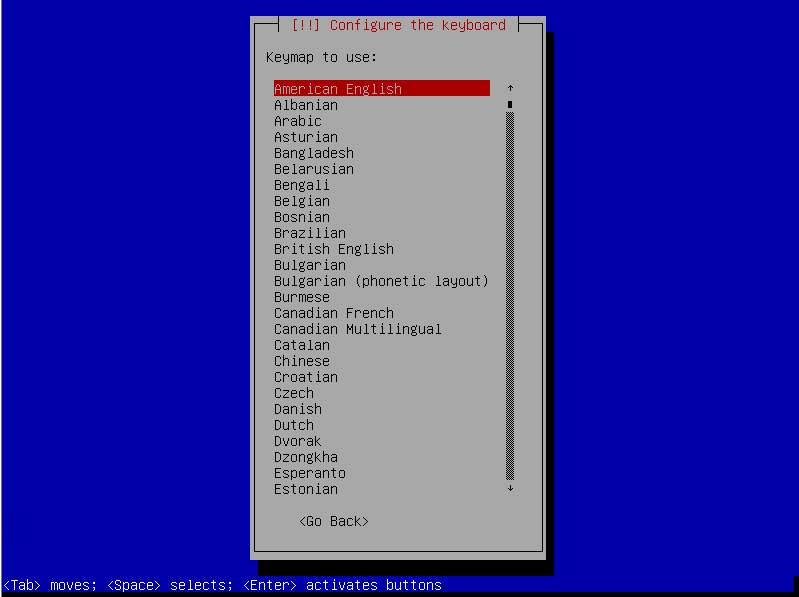 [!!] Configure the keyboard
Keymap to use:
American English
Albanian
Arabic
Asturian
Bangladesh
Belarusian
Bengali
Belgian
Bosnian
Brazilian
British English
Bulgarian
Bulgarian (phonetic layout)
Burmese
Canadian French
Canadian Multilingual
Catalan
Chinese
Croatian
Czech
Danish
Dutch
Dvorak
Dzongkha
Esperanto
Estonian
<Go Back>
<Tab> moves; <Space> selects; <Enter> activates buttons